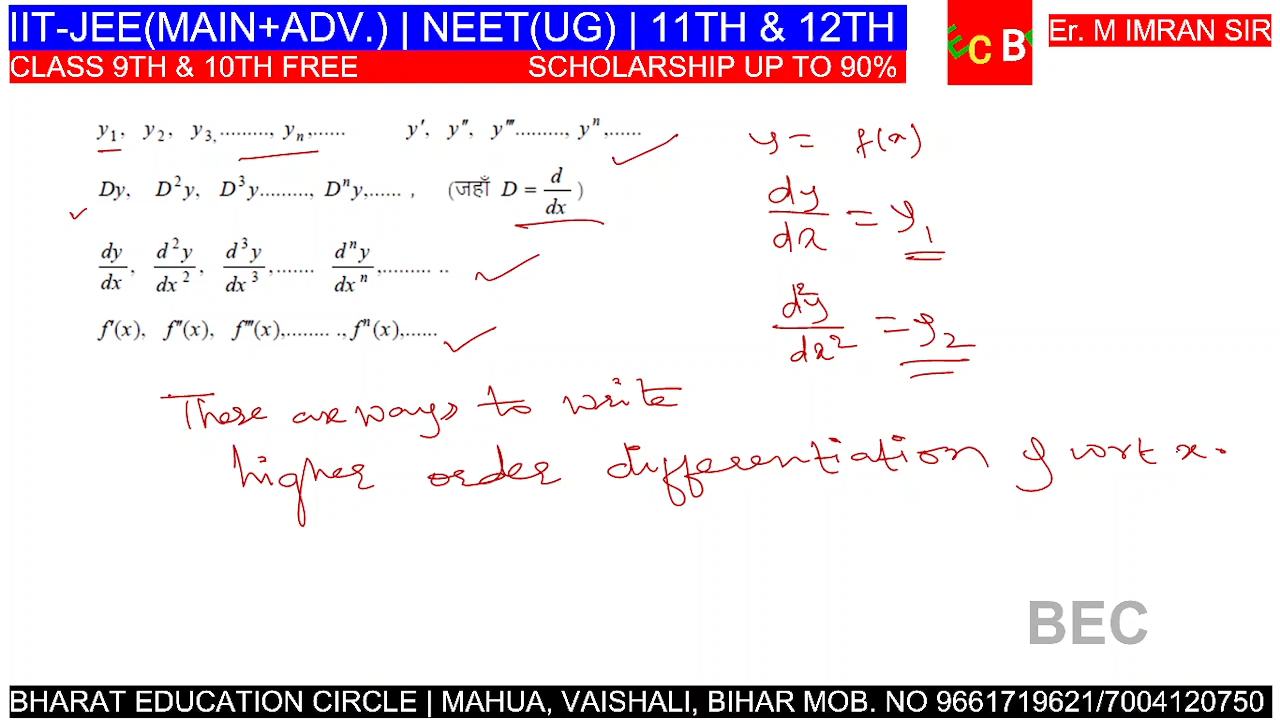 IIT-JEE(MAIN+ADV.) | NEET(UG) | 11TH & 12TH
CLASS 9TH & 10TH FREE SCHOLARSHIP UP TO 90%
ECB
Er. M IMRAN SIR
y₁, y₂, y₃,........., yₙ,...... y′, y″, y‴........., yⁿ,......
Dy, D²y, D³y........., Dⁿy,...... , (जहाँ D = d/dx)
dy/dx, d²y/dx², d³y/dx³,....... dⁿy/dxⁿ,......... ..
f′(x), f″(x), f‴(x),........ ., fⁿ(x),......
y = f(x)
dy/dx = y₁
d²y/dx² = y₂
These are ways to write
higher order differentiation y wrt x.
BEC
BHARAT EDUCATION CIRCLE | MAHUA, VAISHALI, BIHAR MOB. NO 9661719621/7004120750